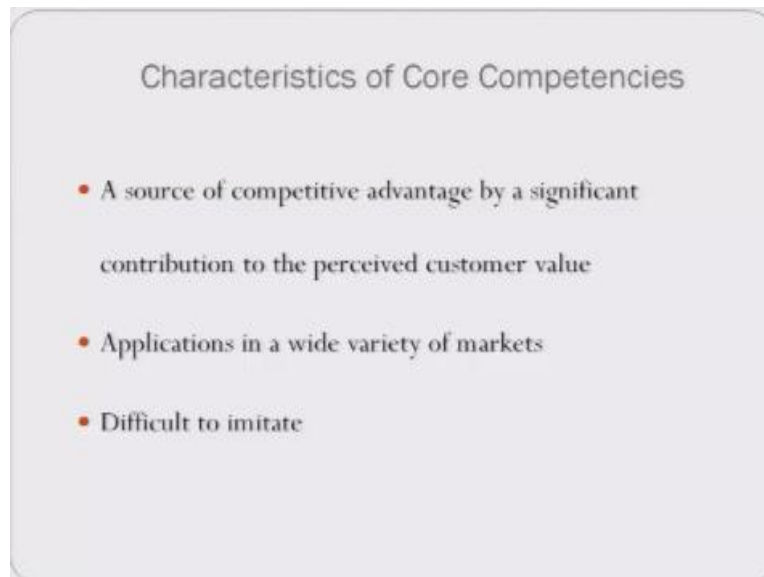 Characteristics of Core Competencies
• A source of competitive advantage by a significant
contribution to the perceived customer value
• Applications in a wide variety of markets
• Difficult to imitate